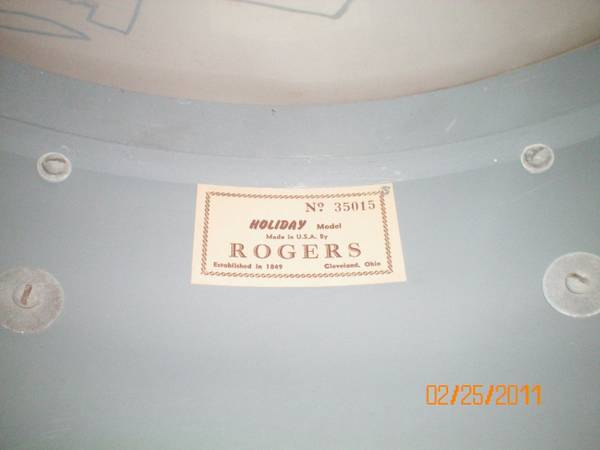 Nº 35015
HOLIDAY Model
Made in U.S.A. By
ROGERS
Established in 1849 Cleveland, Ohio
02/25/2011